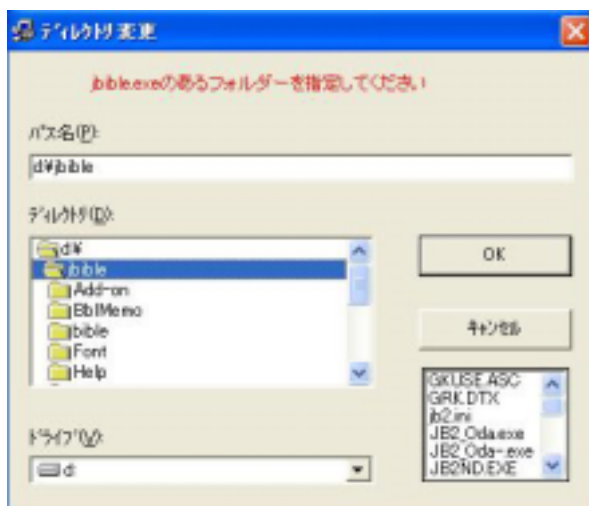 ディレクトリ変更
jbible.exeのあるフォルダーを指定してください
パス名(P):
d¥jbible
ディレクトリ(D):
d¥
jbible
Add-on
BblMemo
bible
Font
Help
OK
キャンセル
GKUSE.ASC
GRK.DTX
jb2.ini
JB2_Oda.exe
JB2_Oda-.exe
JB2ND.EXE
ドライブ(V):
d: